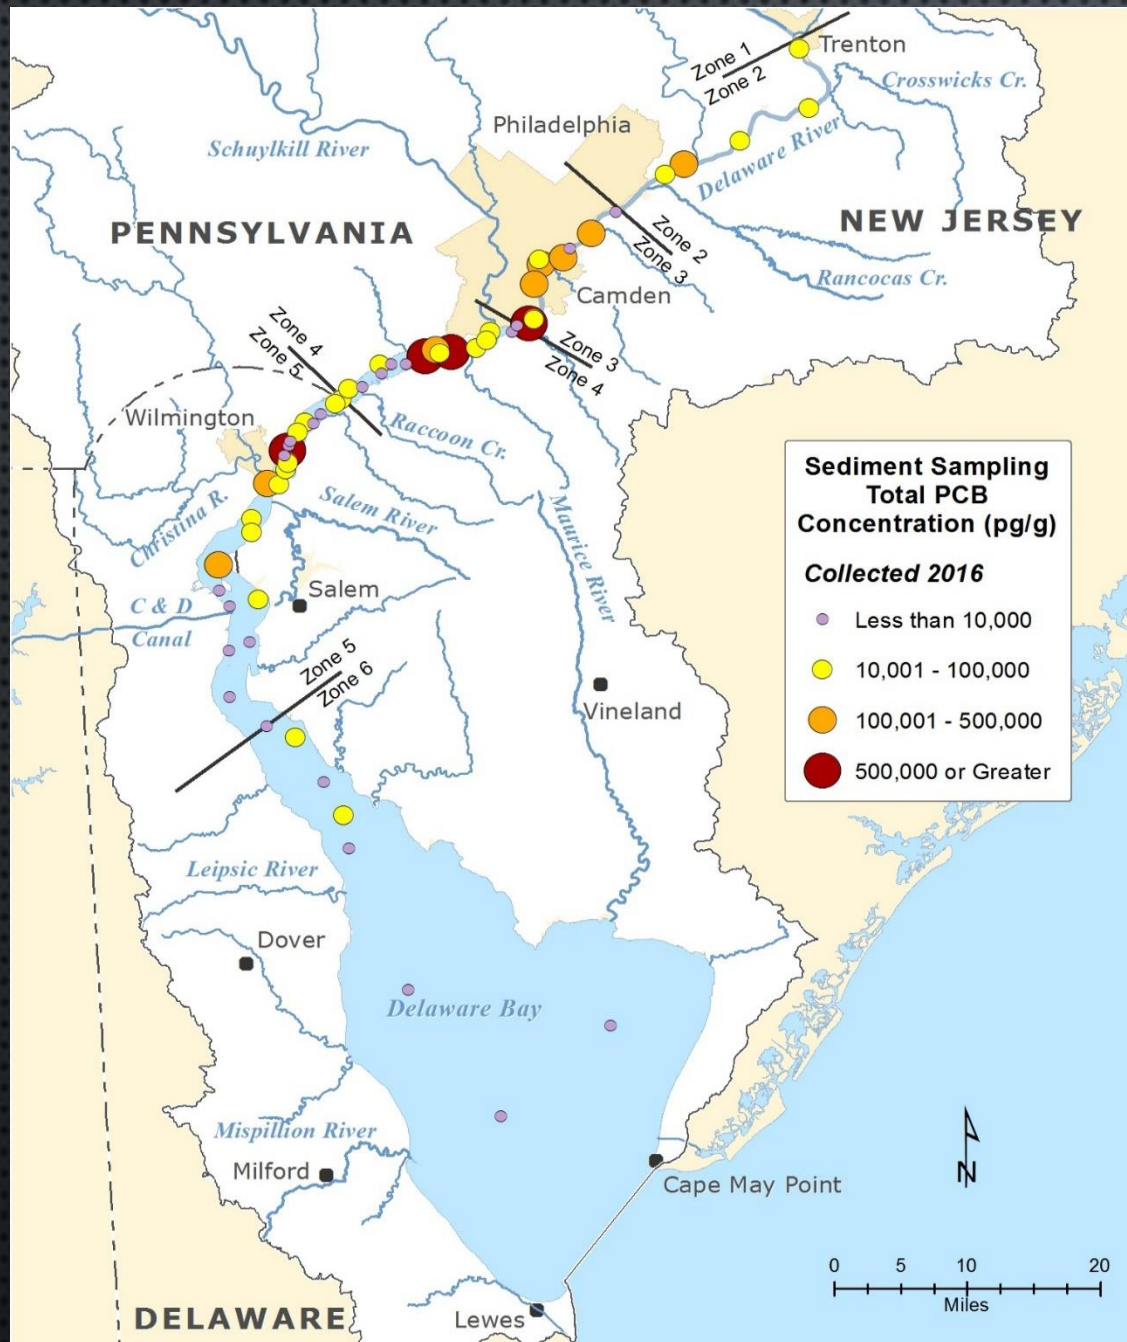 Zone 1
Zone 2
Trenton
Crosswicks Cr.
Philadelphia
Schuylkill River
Delaware River
PENNSYLVANIA
NEW JERSEY
Zone 2
Zone 3
Rancocas Cr.
Camden
Zone 4
Zone 5
Zone 3
Zone 4
Wilmington
Raccoon Cr.
Christina R.
Salem River
Maurice River
Salem
C & D
Canal
Zone 5
Zone 6
Vineland
Sediment Sampling
Total PCB
Concentration (pg/g)
Collected 2016
Less than 10,000
10,001 - 100,000
100,001 - 500,000
500,000 or Greater
Leipsic River
Dover
Delaware Bay
Mispillion River
Milford
Cape May Point
N
0 5 10 20
Miles
DELAWARE
Lewes